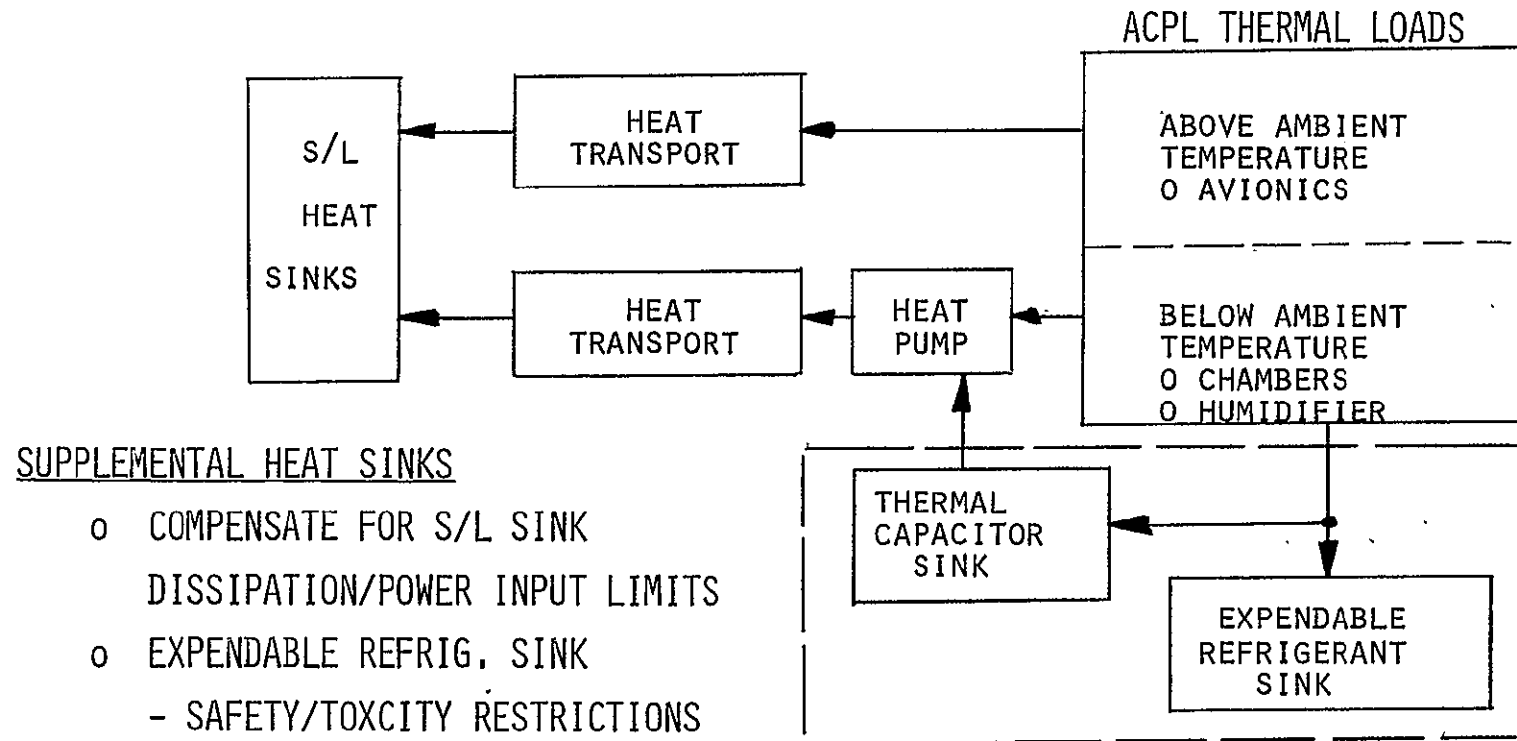 ACPL THERMAL LOADS
S/L
HEAT
SINKS
HEAT
TRANSPORT
ABOVE AMBIENT
TEMPERATURE
O AVIONICS
HEAT
TRANSPORT
HEAT
PUMP
BELOW AMBIENT
TEMPERATURE
O CHAMBERS
O HUMIDIFIER
SUPPLEMENTAL HEAT SINKS
o COMPENSATE FOR S/L SINK
DISSIPATION/POWER INPUT LIMITS
o EXPENDABLE REFRIG. SINK
- SAFETY/TOXCITY RESTRICTIONS
THERMAL
CAPACITOR
SINK
EXPENDABLE
REFRIGERANT
SINK